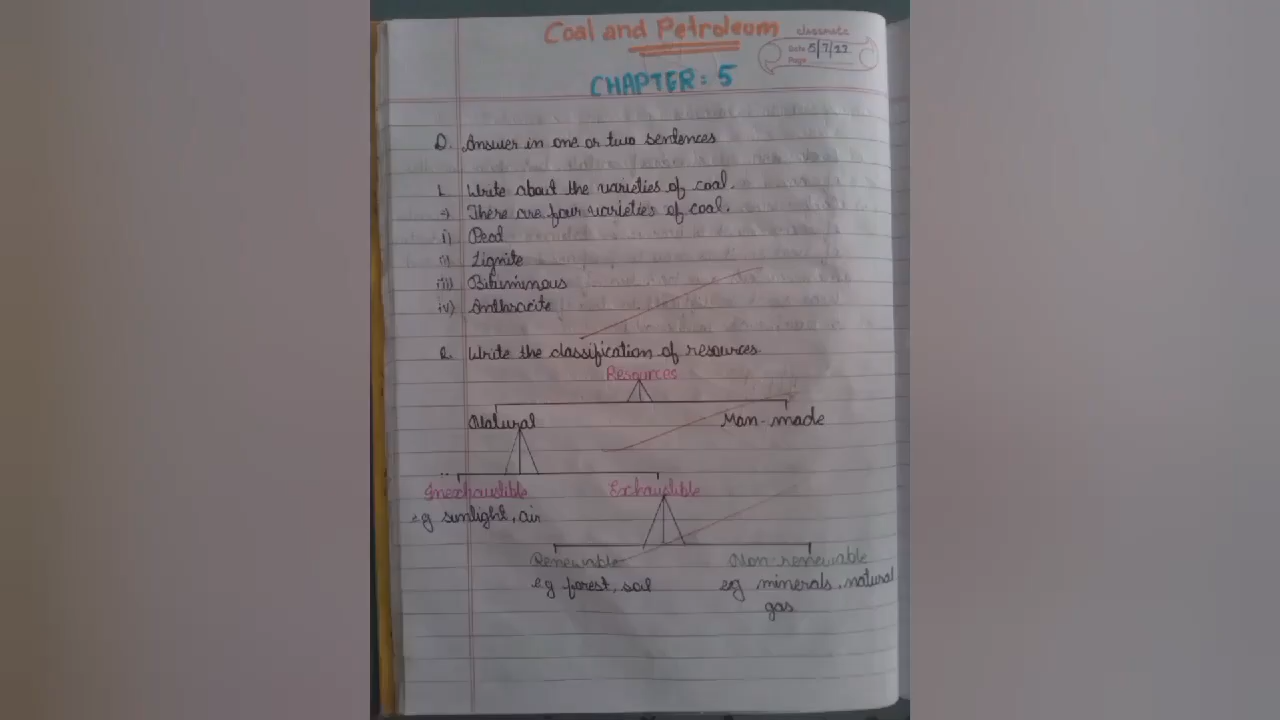 Coal and Petroleum
classmate
Date 5/7/22
Page
CHAPTER: 5
D. Answer in one or two sentences
1. Write about the varieties of coal.
→ There are four varieties of coal.
i) Peat
ii) Lignite
iii) Bituminous
iv) Anthracite
2. Write the classification of resources.
Resources
Natural Man-made
Inexhaustible Exhaustible
eg sunlight, air
Renewable Non-renewable
eg forest, soil eg minerals, natural
gas